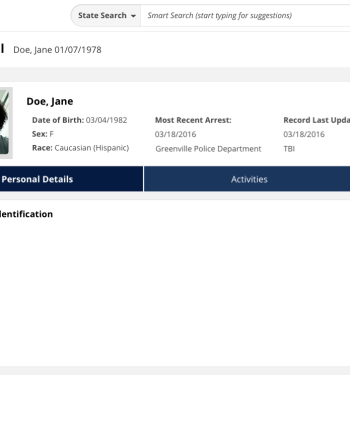 State Search Smart Search (start typing for suggestions)
Doe, Jane 01/07/1978
Doe, Jane
Date of Birth: 03/04/1982 Most Recent Arrest: Record Last Upda
Sex: F 03/18/2016 03/18/2016
Race: Caucasian (Hispanic) Greenville Police Department TBI
Personal Details Activities
dentification